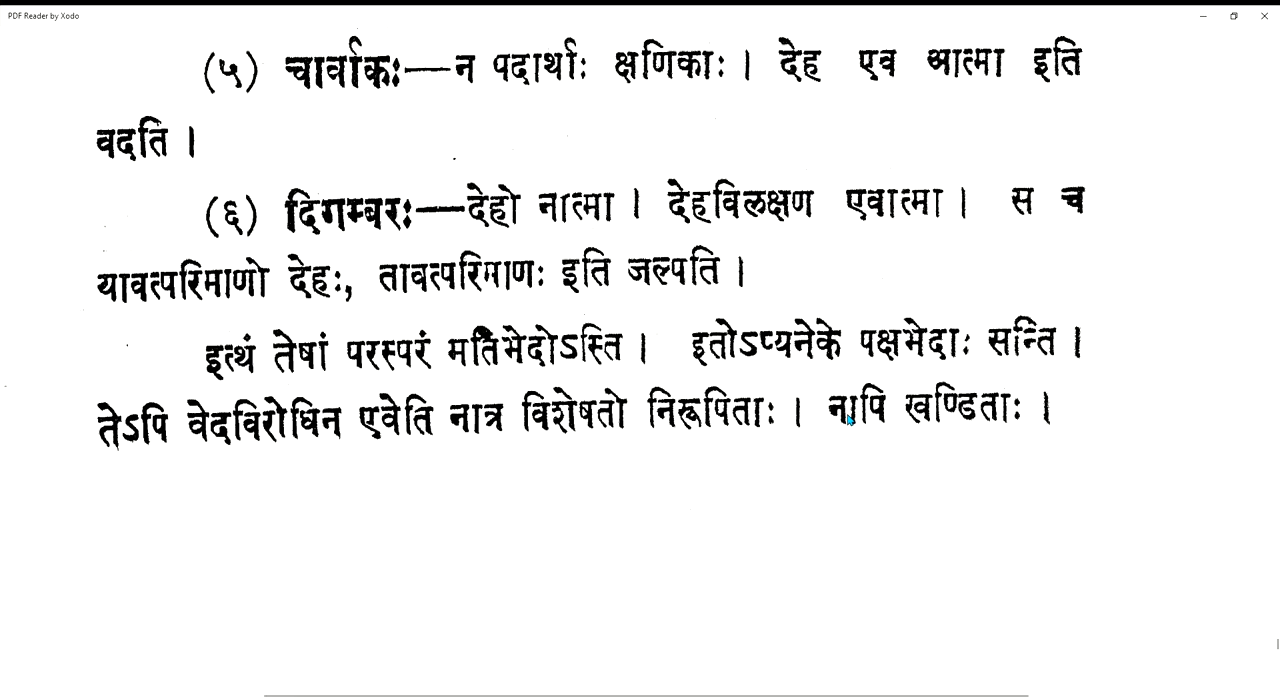 PDF Reader by Xodo
(५) चार्वाकः—न पदार्थाः क्षणिकाः। देह एव आत्मा इति
वदति।
(६) दिगम्बरः—देहो नात्मा। देहविलक्षण एवात्मा। स च
यावत्परिमाणो देहः, तावत्परिमाणः इति जल्पति।
इत्थं तेषां परस्परं मतिभेदोऽस्ति। इतोऽप्यनेके पक्षभेदाः सन्ति।
तेऽपि वेदविरोधिन एवेति नात्र विशेषतो निरूपिताः। नापि खण्डिताः।